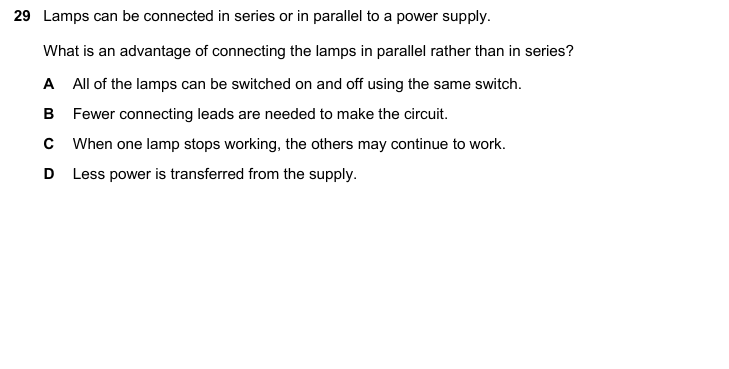 29 Lamps can be connected in series or in parallel to a power supply.
What is an advantage of connecting the lamps in parallel rather than in series?
A All of the lamps can be switched on and off using the same switch.
B Fewer connecting leads are needed to make the circuit.
C When one lamp stops working, the others may continue to work.
D Less power is transferred from the supply.